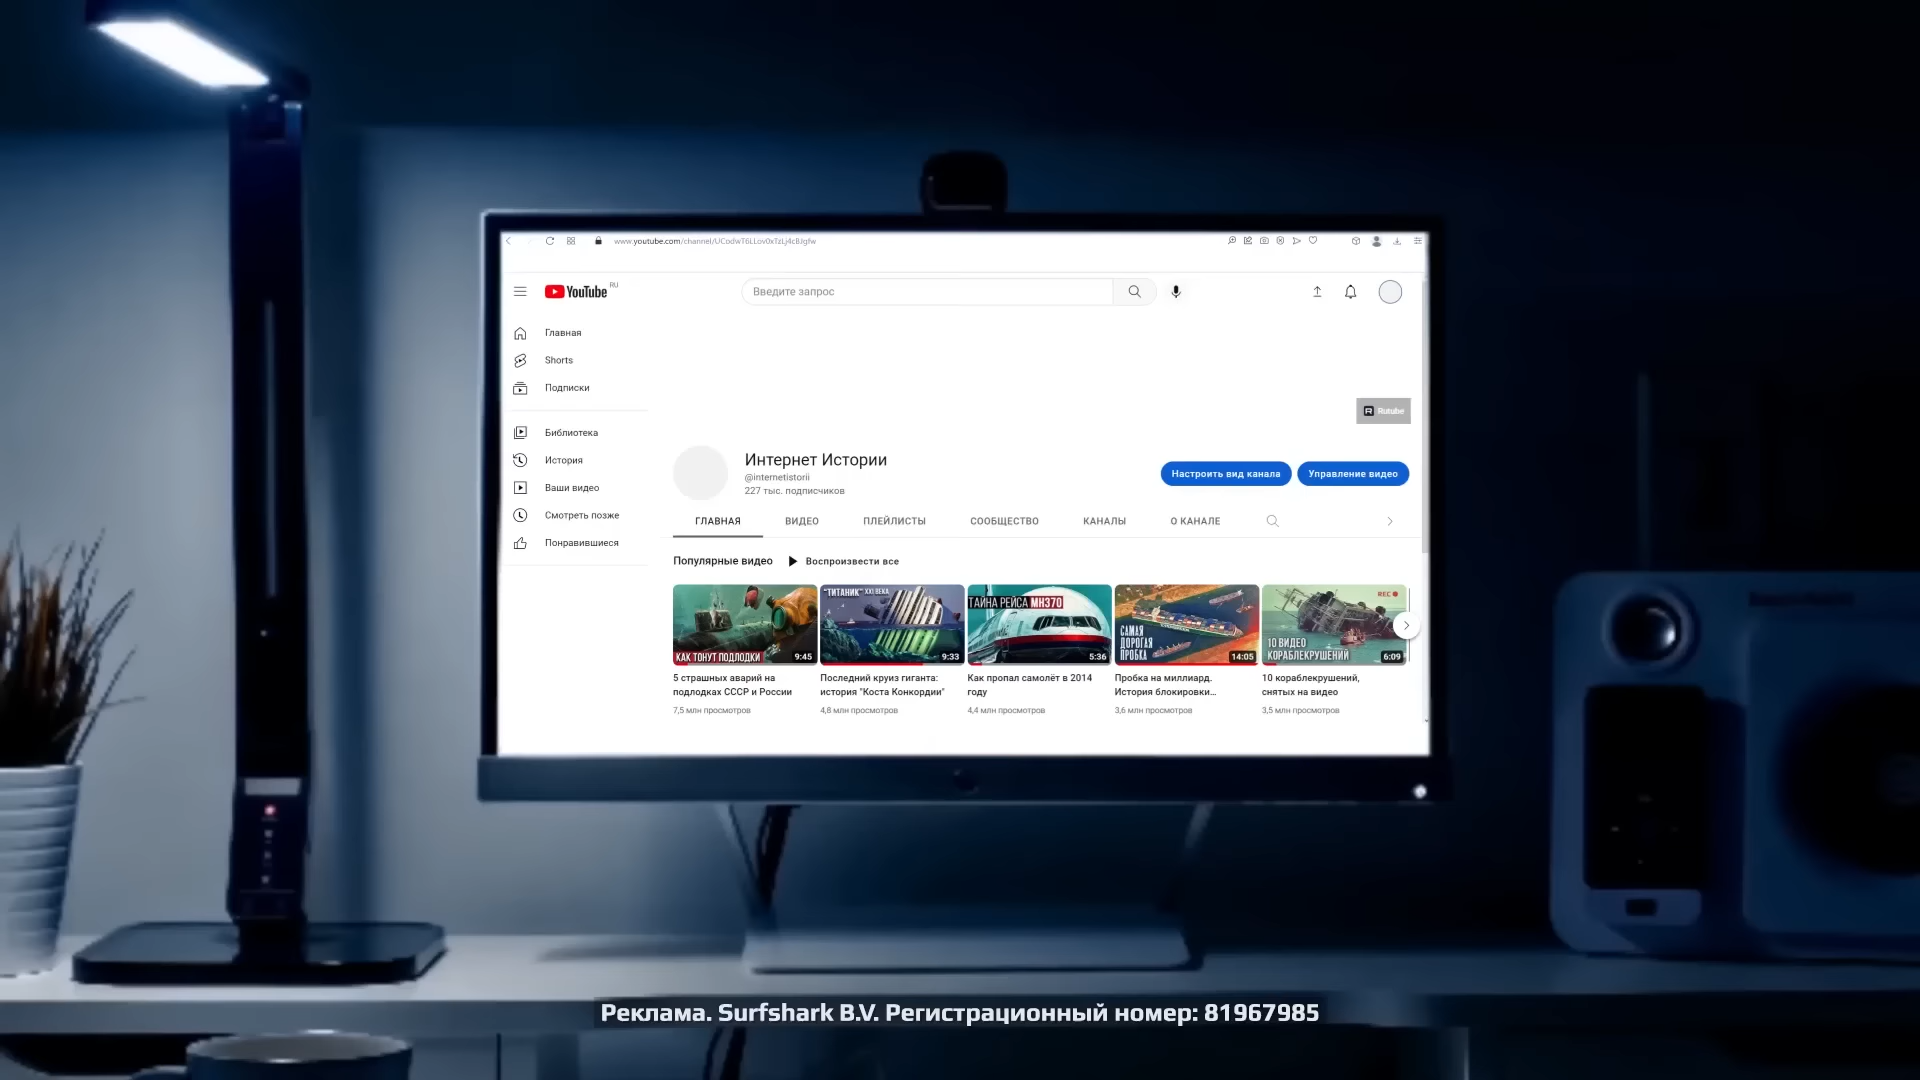 www.youtube.com/channel/UCodwT6LLov0xTzLj4cBJgfw
YouTube RU
Введите запрос
Главная
Shorts
Подписки
Библиотека
История
Ваши видео
Смотреть позже
Понравившиеся
Rutube
Интернет Истории
@internetistorii
227 тыс. подписчиков
Настроить вид канала
Управление видео
ГЛАВНАЯ ВИДЕО ПЛЕЙЛИСТЫ СООБЩЕСТВО КАНАЛЫ О КАНАЛЕ
Популярные видео Воспроизвести все
КАК ТОНУТ ПОДЛОДКИ
9:45
5 страшных аварий на
подлодках СССР и России
7,5 млн просмотров
"ТИТАНИК" XXI ВЕКА
9:33
Последний круиз гиганта:
история "Коста Конкордии"
4,8 млн просмотров
ТАЙНА РЕЙСА MH370
5:36
Как пропал самолёт в 2014
году
4,4 млн просмотров
САМАЯ
ДОРОГАЯ
ПРОБКА
14:05
Пробка на миллиард.
История блокировки...
3,6 млн просмотров
REC
10 ВИДЕО
КОРАБЛЕКРУШЕНИЙ
6:09
10 кораблекрушений,
снятых на видео
3,5 млн просмотров
Реклама. Surfshark B.V. Регистрационный номер: 81967985